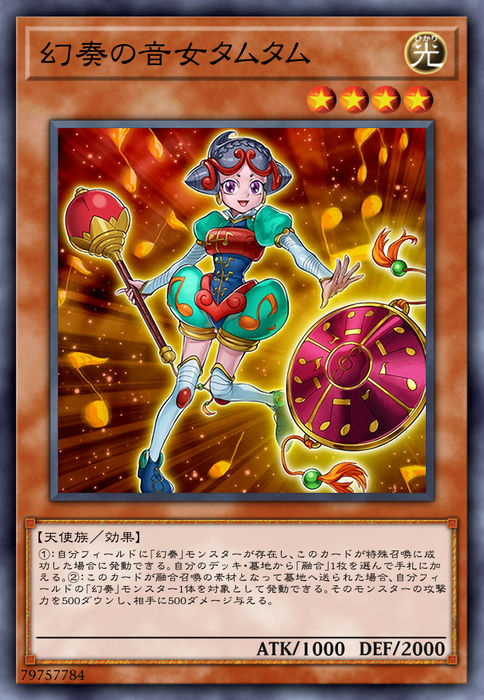 幻奏の音女タムタム
ひかり
光
【天使族／効果】
①：自分フィールドに「幻奏」モンスターが存在し、このカードが特殊召喚に成
功した場合に発動できる。自分のデッキ・墓地から「融合」1枚を選んで手札に加
える。②：このカードが融合召喚の素材となって墓地へ送られた場合、自分フィ
ールドの「幻奏」モンスター1体を対象として発動できる。そのモンスターの攻撃
力を500ダウンし、相手に500ダメージ与える。
ATK/1000 DEF/2000
79757784